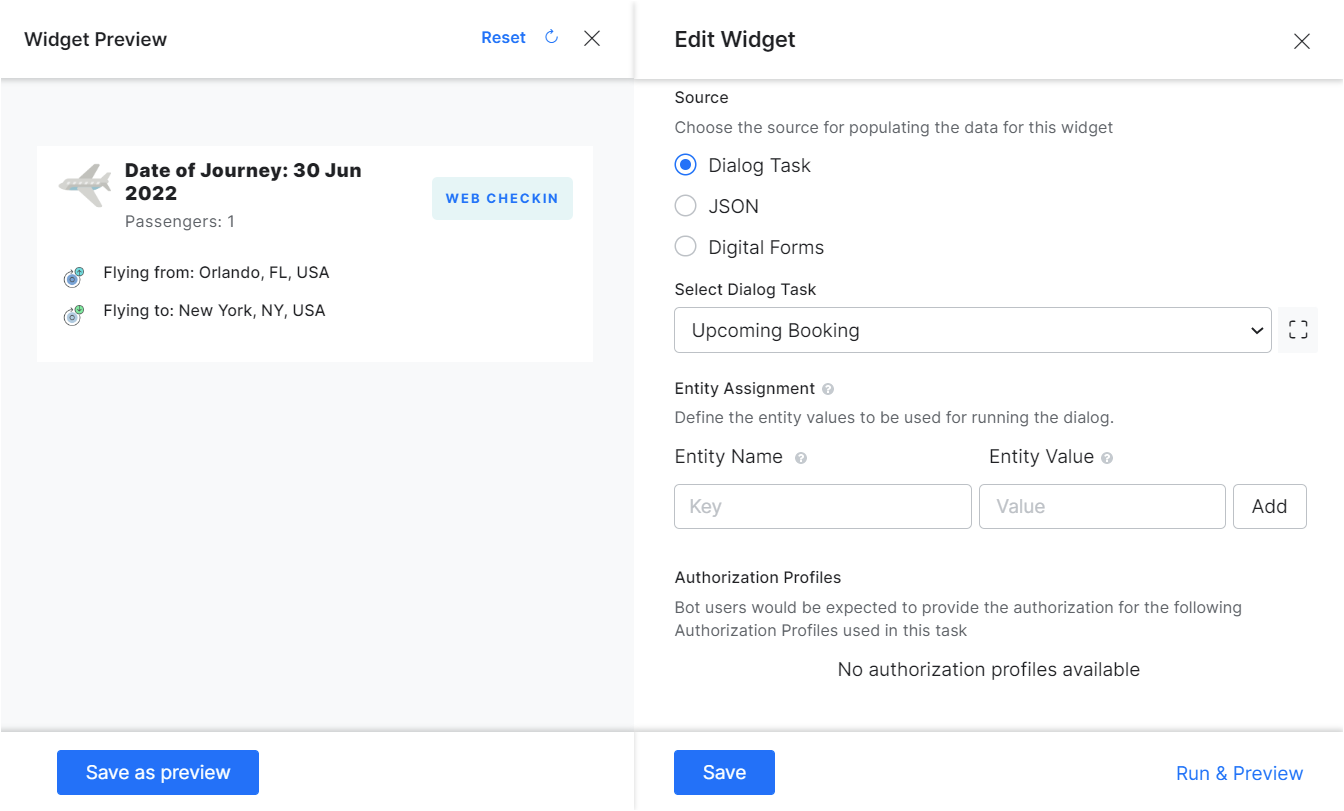 Widget Preview
Reset
Date of Journey: 30 Jun
2022
Passengers: 1
WEB CHECKIN
Flying from: Orlando, FL, USA
Flying to: New York, NY, USA
Save as preview
Edit Widget
Source
Choose the source for populating the data for this widget
Dialog Task
JSON
Digital Forms
Select Dialog Task
Upcoming Booking
Entity Assignment ?
Define the entity values to be used for running the dialog.
Entity Name ?
Entity Value ?
Key
Value
Add
Authorization Profiles
Bot users would be expected to provide the authorization for the following
Authorization Profiles used in this task
No authorization profiles available
Save
Run & Preview